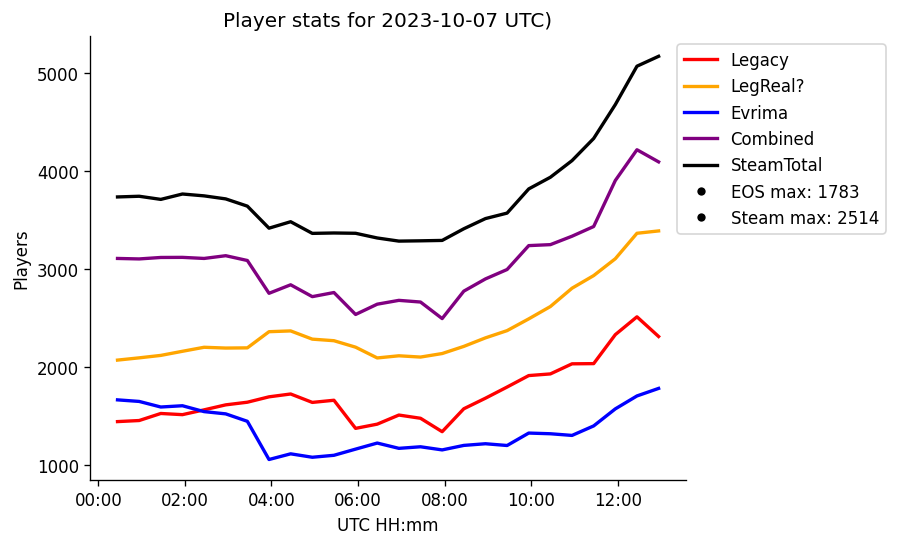 Player stats for 2023-10-07 UTC)
Legacy
LegReal?
Evrima
Combined
SteamTotal
EOS max: 1783
Steam max: 2514
Players
5000
4000
3000
2000
1000
00:00 02:00 04:00 06:00 08:00 10:00 12:00
UTC HH:mm